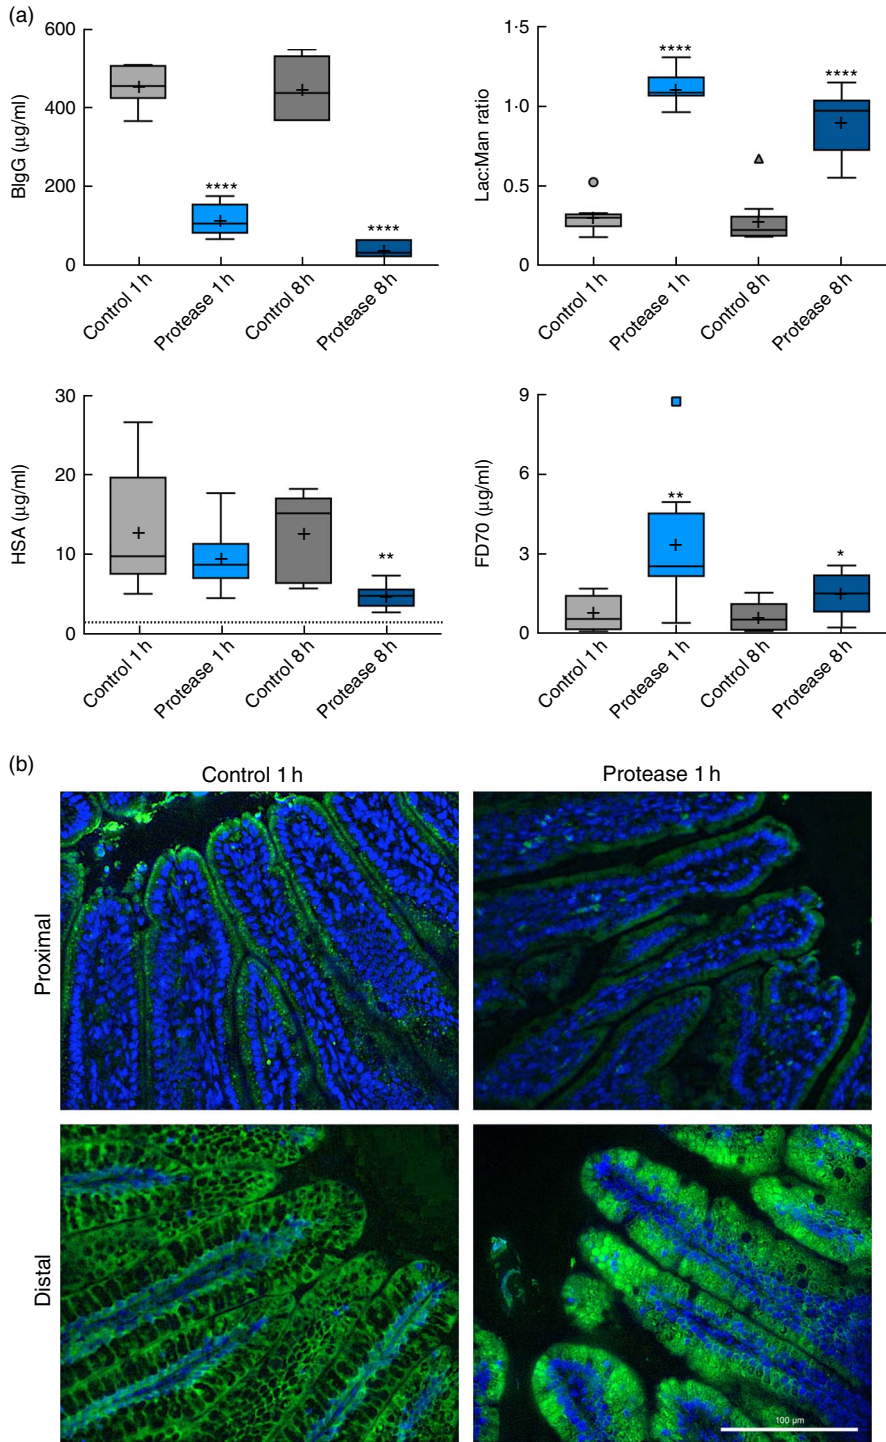 (a)
600
400
200
0
BIgG (µg/ml)
****
****
Control 1 h
Protease 1 h
Control 8 h
Protease 8 h
1·5
1·0
0.5
0
Lac:Man ratio
****
****
Control 1 h
Protease 1 h
Control 8 h
Protease 8 h
30
20
10
0
HSA (µg/ml)
**
Control 1 h
Protease 1 h
Control 8 h
Protease 8 h
9
6
3
0
FD70 (µg/ml)
**
*
Control 1 h
Protease 1 h
Control 8 h
Protease 8 h
(b)
Control 1 h
Protease 1 h
Proximal
Distal
100 µm